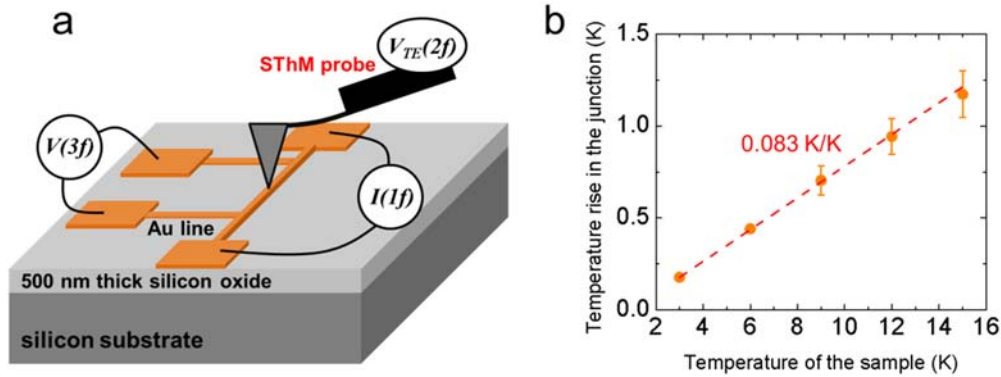 a
V_TE(2f)
SThM probe
V(3f)
I(1f)
Au line
500 nm thick silicon oxide
silicon substrate
b
Temperature rise in the junction (K)
1.5
1.0
0.5
0.0
0.083 K/K
2 4 6 8 10 12 14 16
Temperature of the sample (K)